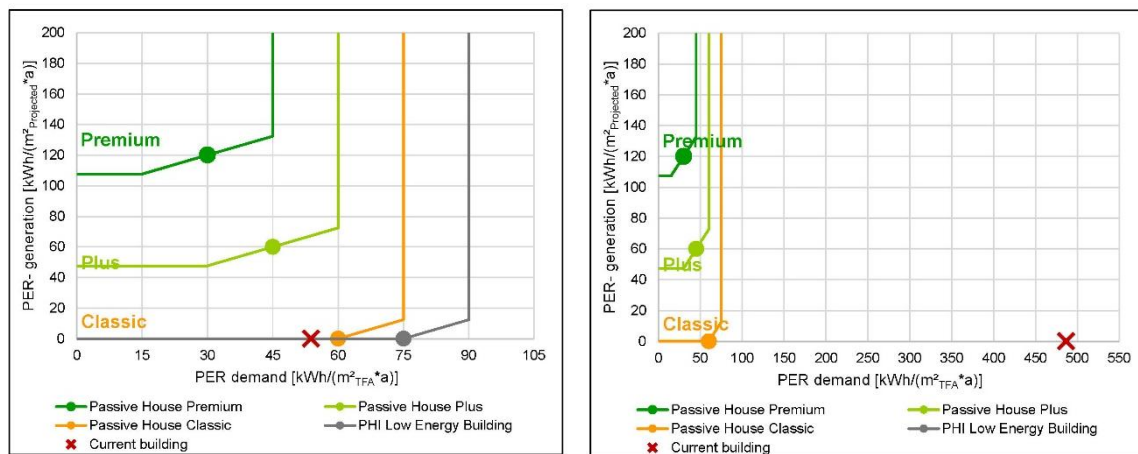 PER- generation [kWh/(m²Projected*a)]
200
180
160
140
120
100
80
60
40
20
0
Premium
Plus
Classic
0 15 30 45 60 75 90 105
PER demand [kWh/(m²TFA*a)]
Passive House Premium
Passive House Plus
Passive House Classic
PHI Low Energy Building
Current building
PER- generation [kWh/(m²Projected*a)]
200
180
160
140
120
100
80
60
40
20
0
Premium
Plus
Classic
0 50 100 150 200 250 300 350 400 450 500 550
PER demand [kWh/(m²TFA*a)]
Passive House Premium
Passive House Plus
Passive House Classic
PHI Low Energy Building
Current building